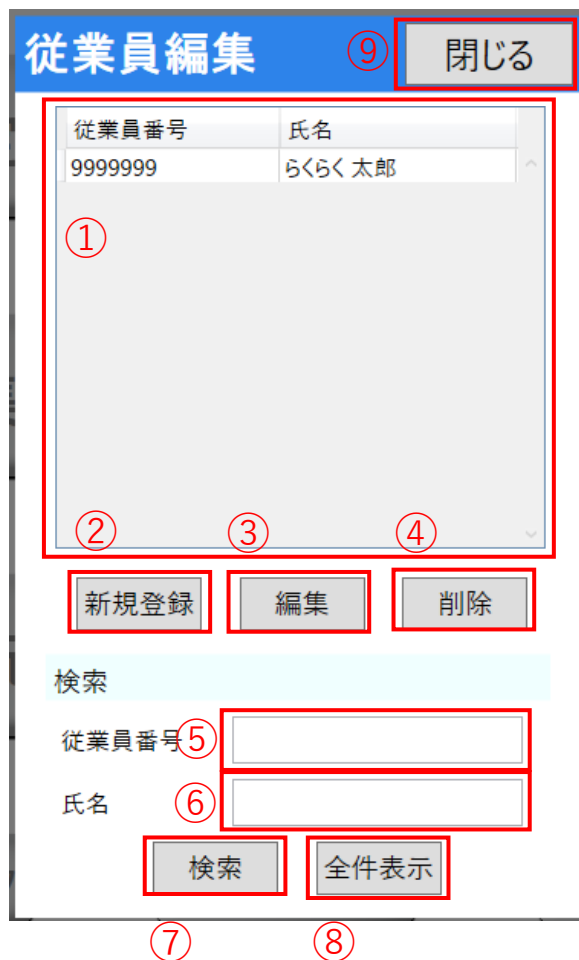 従業員編集 ⑨ 閉じる
従業員番号 氏名
9999999 らくらく 太郎
①
② ③ ④
新規登録 編集 削除
検索
従業員番号 ⑤
氏名 ⑥
検索 全件表示
⑦ ⑧